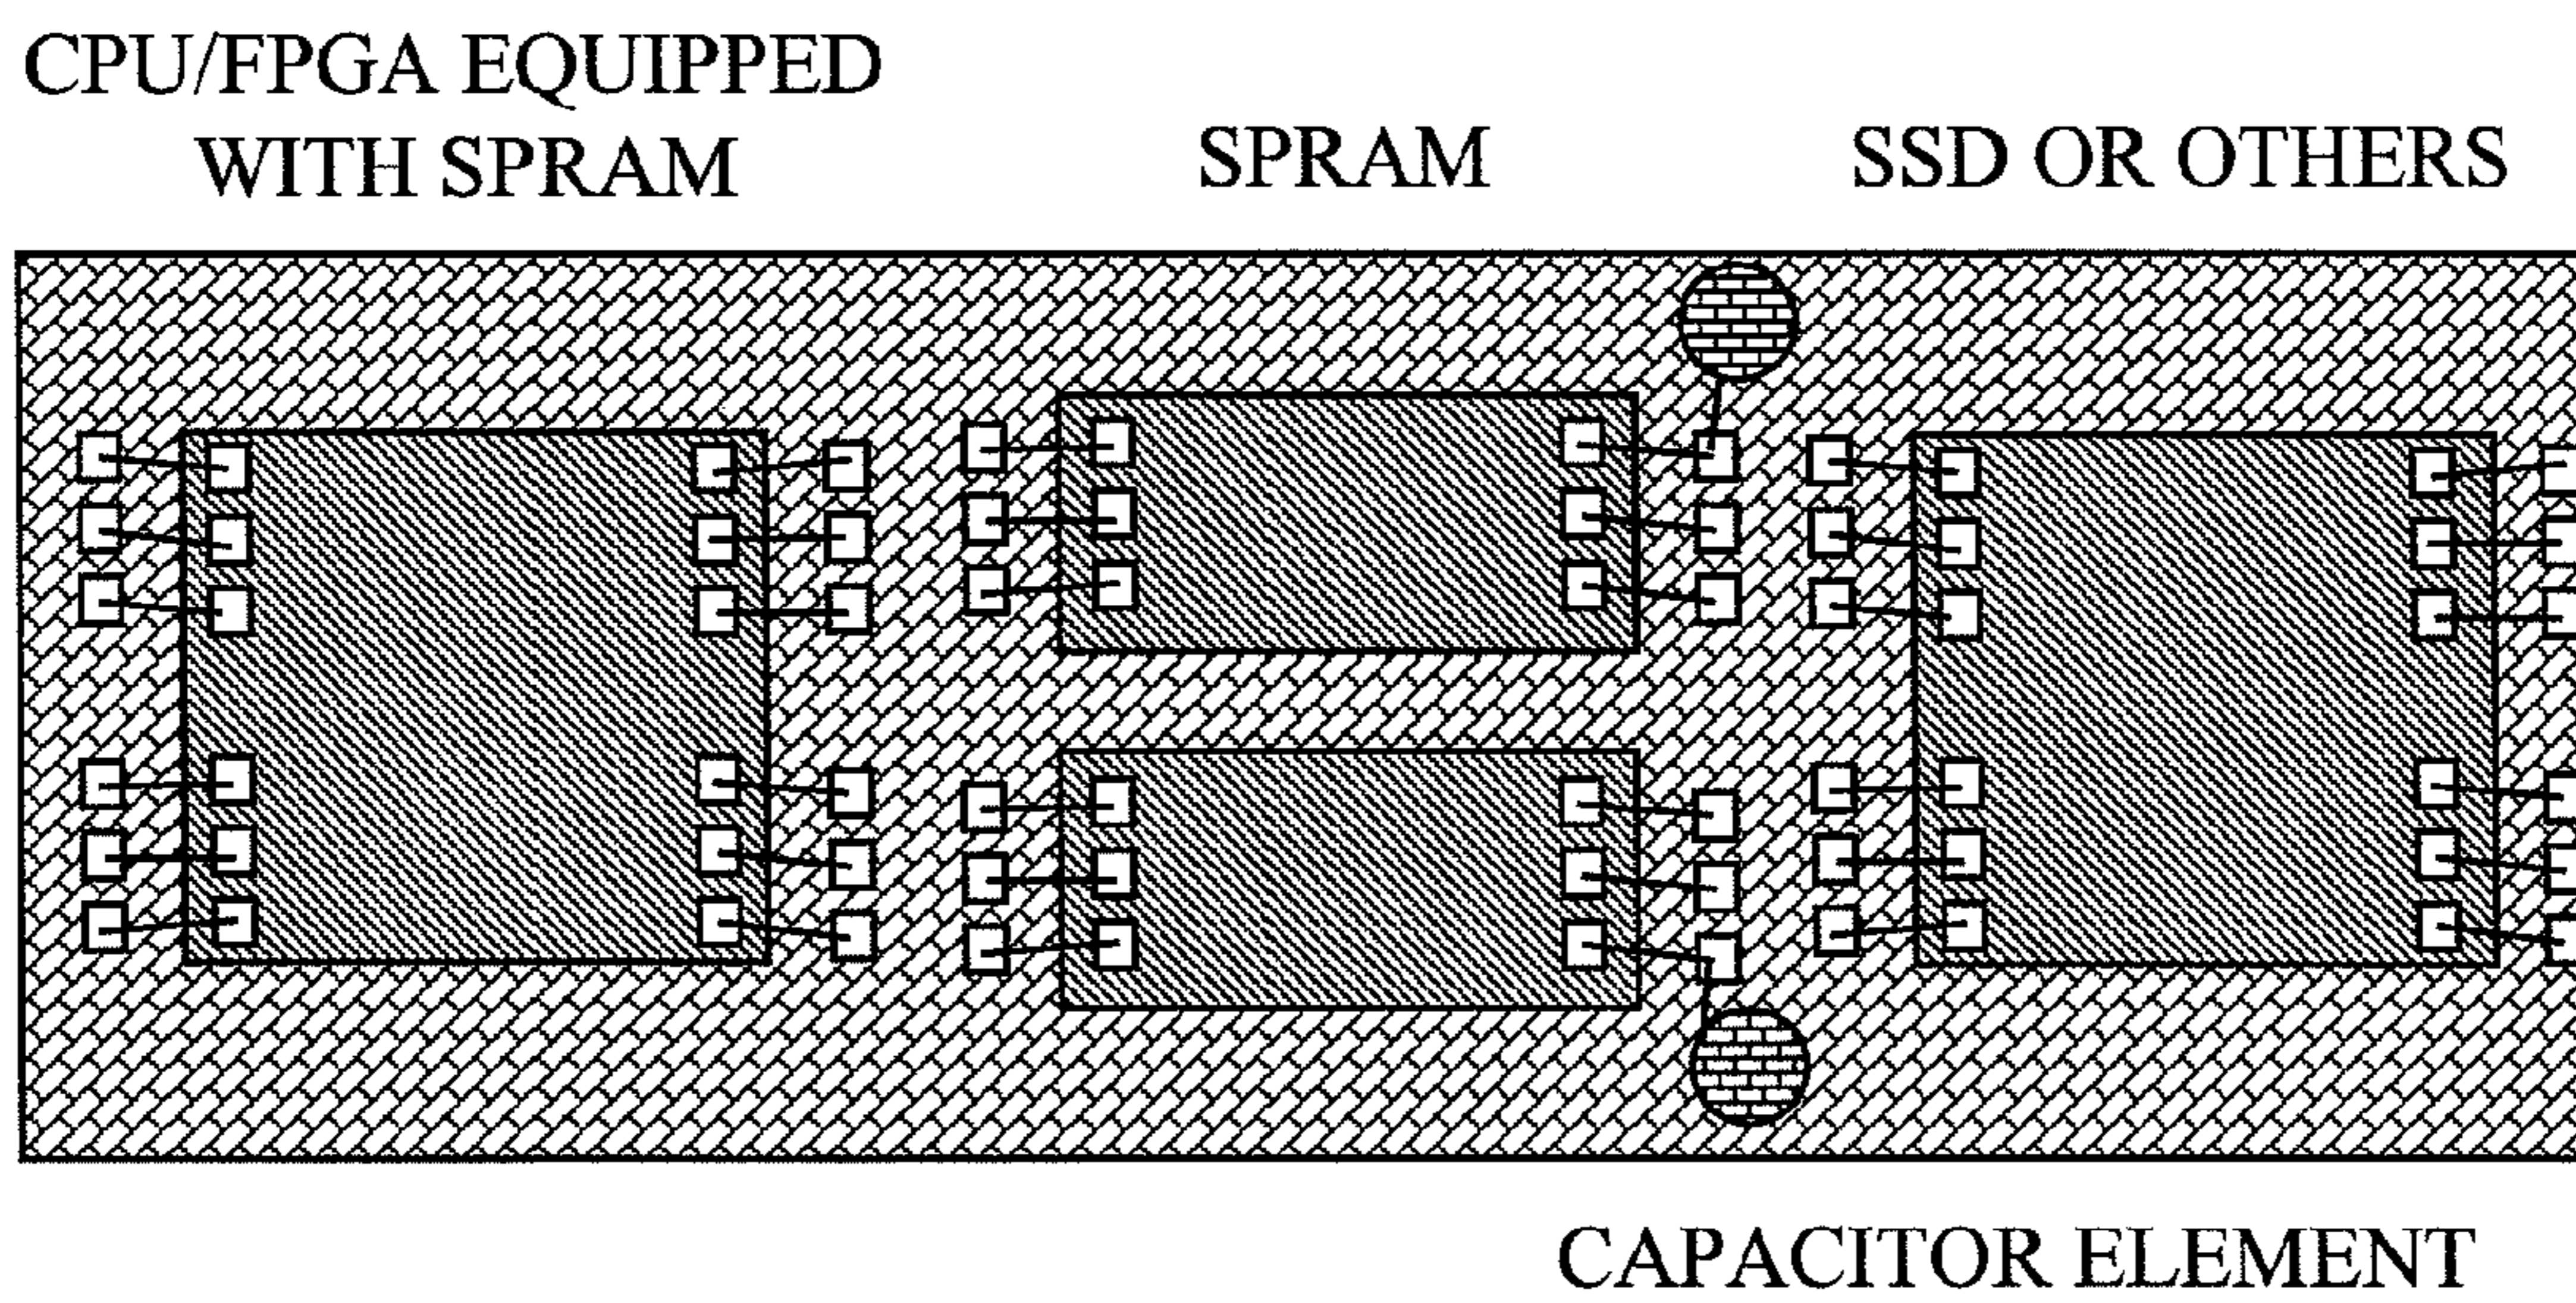 CPU/FPGA EQUIPPED
WITH SPRAM
SPRAM
SSD OR OTHERS
CAPACITOR ELEMENT